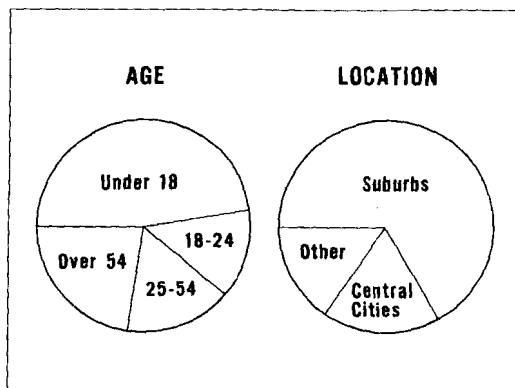 AGE
Under 18
18-24
25-54
Over 54
LOCATION
Suburbs
Other
Central
Cities